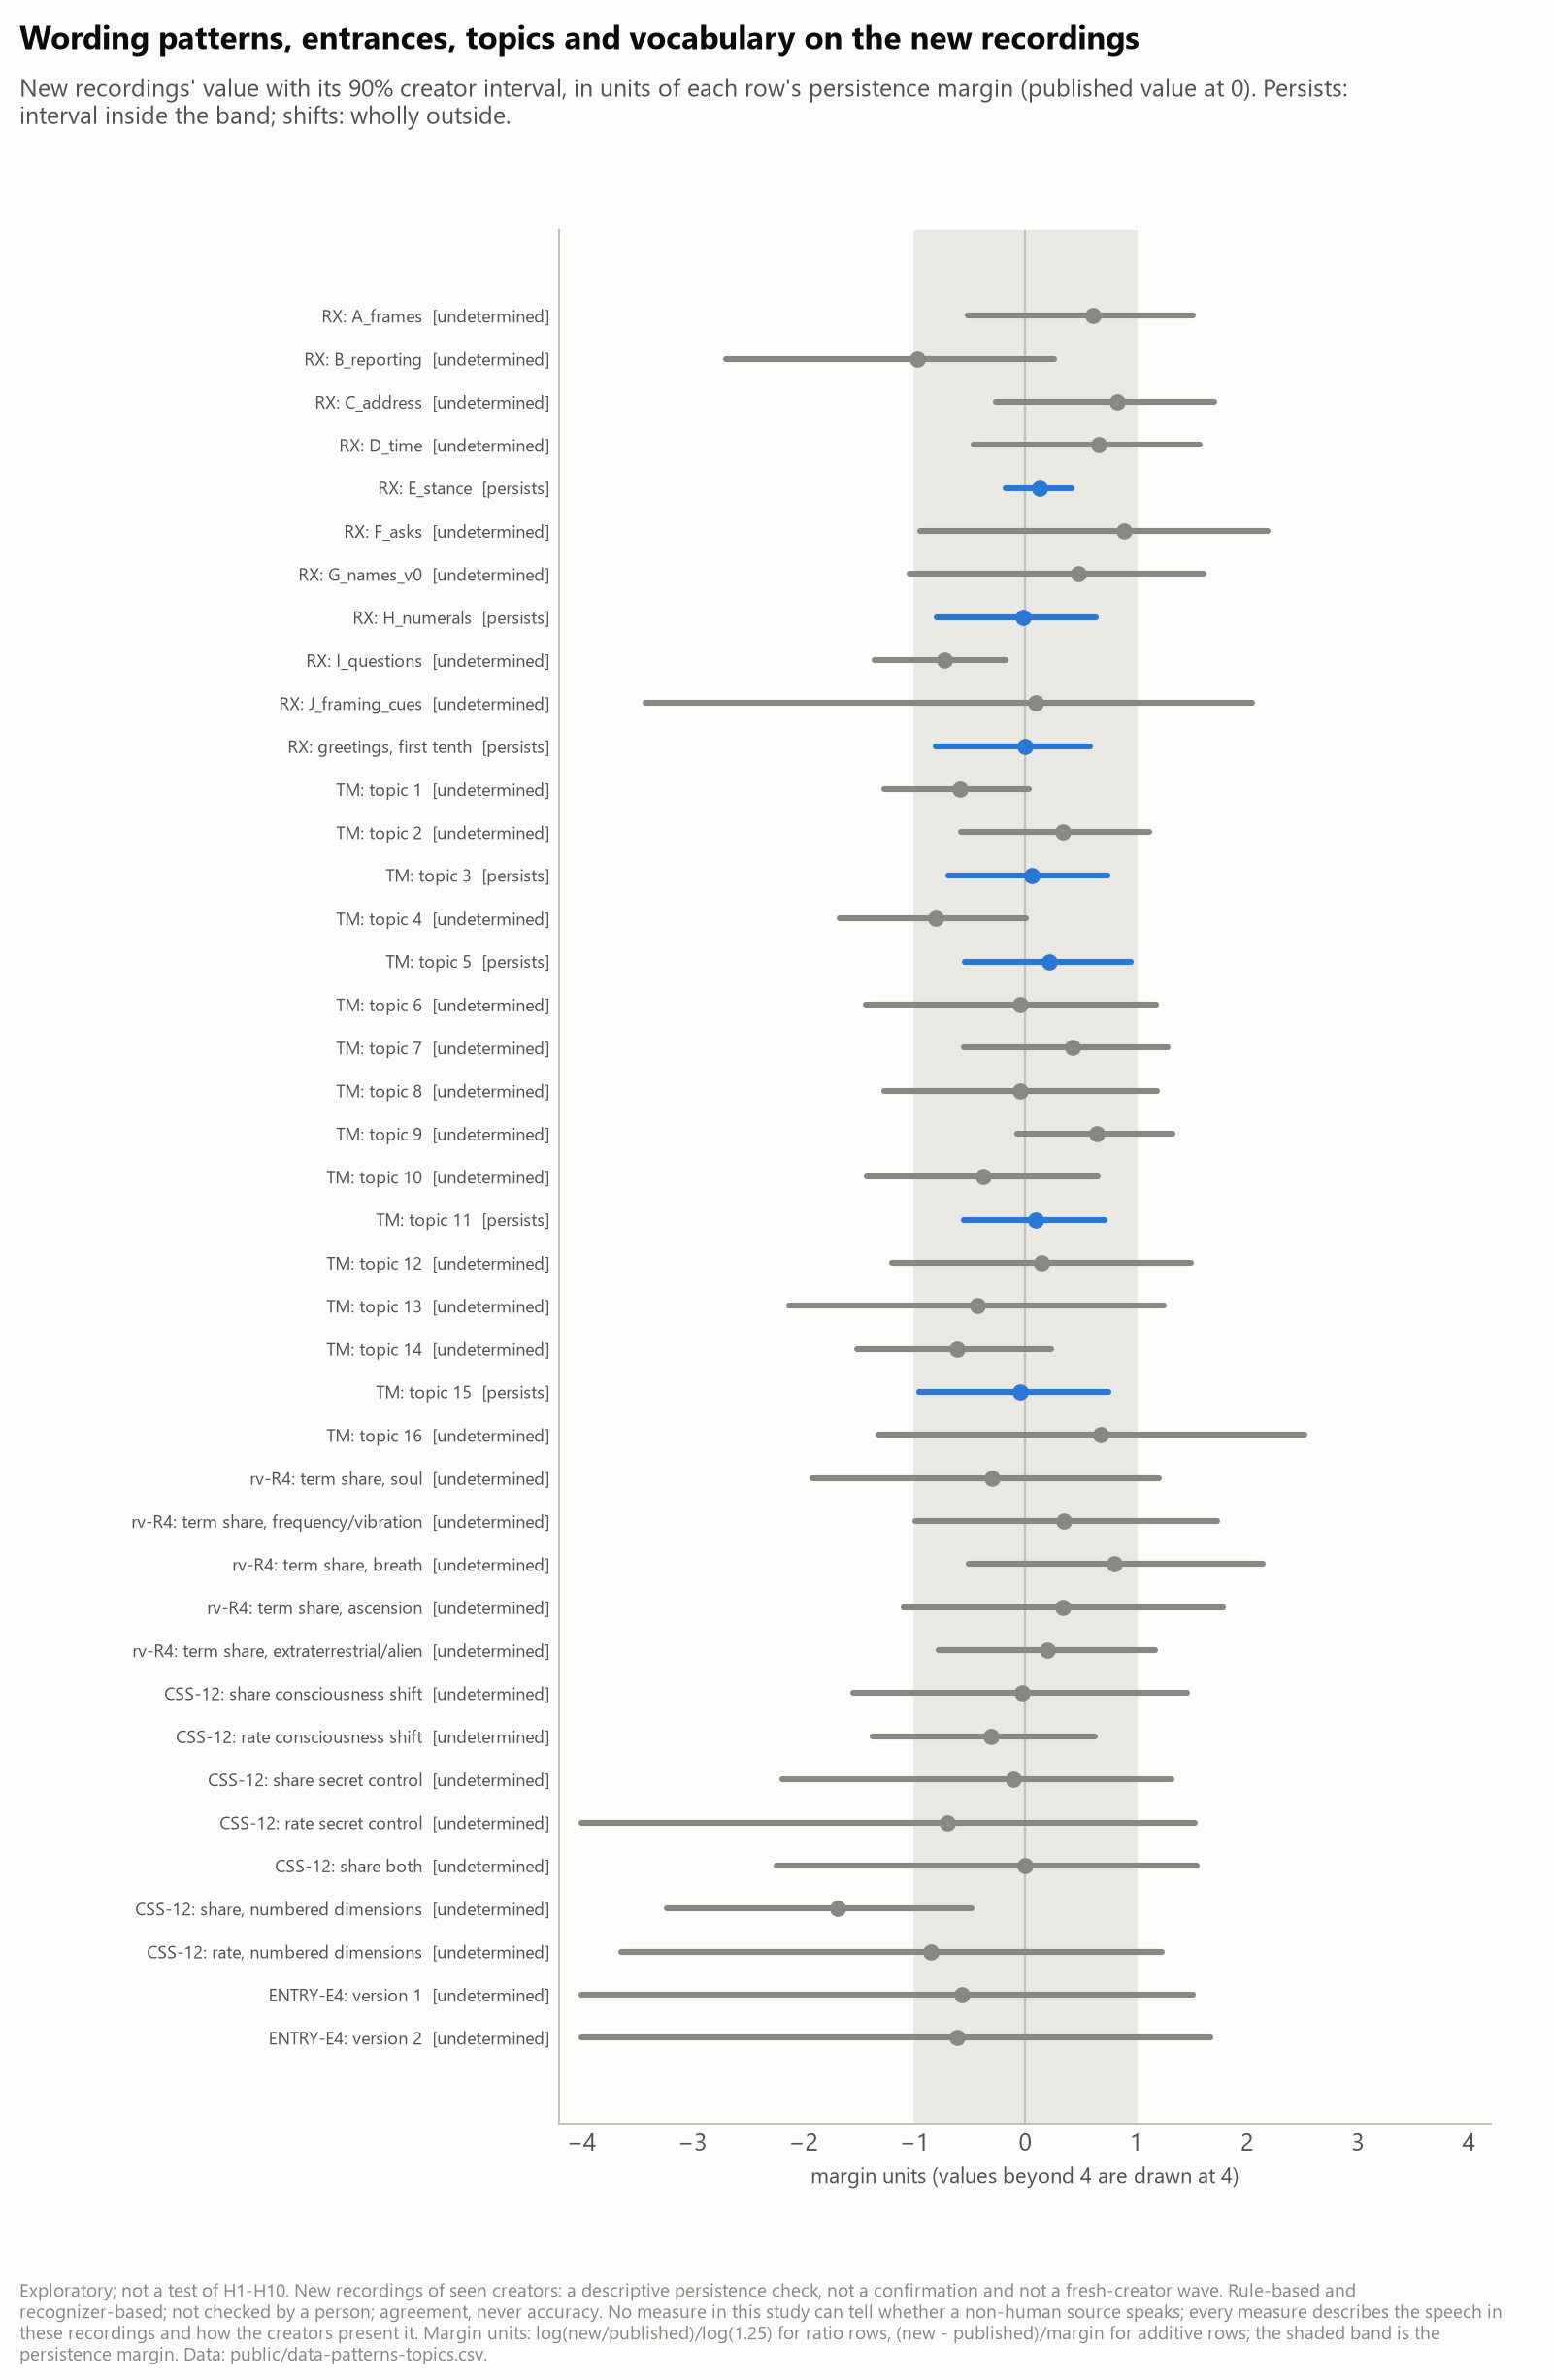 Wording patterns, entrances, topics and vocabulary on the new recordings
New recordings' value with its 90% creator interval, in units of each row's persistence margin (published value at 0). Persists:
interval inside the band; shifts: wholly outside.
RX: A_frames [undetermined]
RX: B_reporting [undetermined]
RX: C_address [undetermined]
RX: D_time [undetermined]
RX: E_stance [persists]
RX: F_asks [undetermined]
RX: G_names_v0 [undetermined]
RX: H_numerals [persists]
RX: I_questions [undetermined]
RX: J_framing_cues [undetermined]
RX: greetings, first tenth [persists]
TM: topic 1 [undetermined]
TM: topic 2 [undetermined]
TM: topic 3 [persists]
TM: topic 4 [undetermined]
TM: topic 5 [persists]
TM: topic 6 [undetermined]
TM: topic 7 [undetermined]
TM: topic 8 [undetermined]
TM: topic 9 [undetermined]
TM: topic 10 [undetermined]
TM: topic 11 [persists]
TM: topic 12 [undetermined]
TM: topic 13 [undetermined]
TM: topic 14 [undetermined]
TM: topic 15 [persists]
TM: topic 16 [undetermined]
rv-R4: term share, soul [undetermined]
rv-R4: term share, frequency/vibration [undetermined]
rv-R4: term share, breath [undetermined]
rv-R4: term share, ascension [undetermined]
rv-R4: term share, extraterrestrial/alien [undetermined]
CSS-12: share consciousness shift [undetermined]
CSS-12: rate consciousness shift [undetermined]
CSS-12: share secret control [undetermined]
CSS-12: rate secret control [undetermined]
CSS-12: share both [undetermined]
CSS-12: share, numbered dimensions [undetermined]
CSS-12: rate, numbered dimensions [undetermined]
ENTRY-E4: version 1 [undetermined]
ENTRY-E4: version 2 [undetermined]
−4 −3 −2 −1 0 1 2 3 4
margin units (values beyond 4 are drawn at 4)
Exploratory; not a test of H1-H10. New recordings of seen creators: a descriptive persistence check, not a confirmation and not a fresh-creator wave. Rule-based and
recognizer-based; not checked by a person; agreement, never accuracy. No measure in this study can tell whether a non-human source speaks; every measure describes the speech in
these recordings and how the creators present it. Margin units: log(new/published)/log(1.25) for ratio rows, (new - published)/margin for additive rows; the shaded band is the
persistence margin. Data: public/data-patterns-topics.csv.